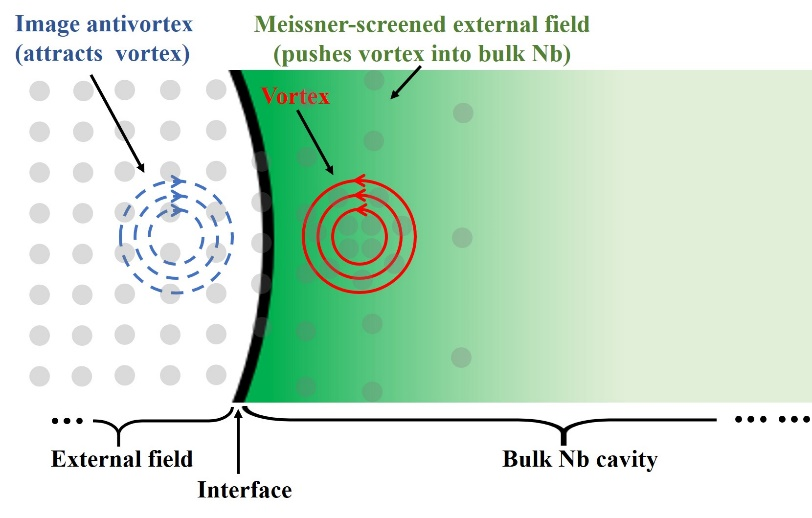 Image antivortex
(attracts vortex)
Meissner-screened external field
(pushes vortex into bulk Nb)
Vortex
External field
Interface
Bulk Nb cavity